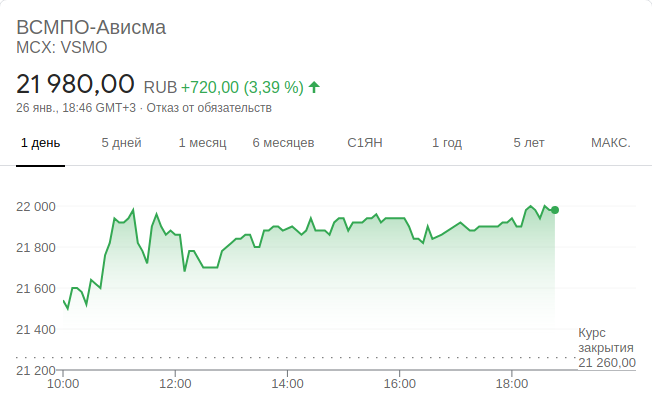 ВСМПО-Ависма
MCX: VSMO
21 980,00 RUB +720,00 (3,39 %)
26 янв., 18:46 GMT+3 · Отказ от обязательств
1 день 5 дней 1 месяц 6 месяцев С1ЯН 1 год 5 лет МАКС.
22 000
21 800
21 600
21 400
21 200
Курс
закрытия
21 260,00
10:00 12:00 14:00 16:00 18:00